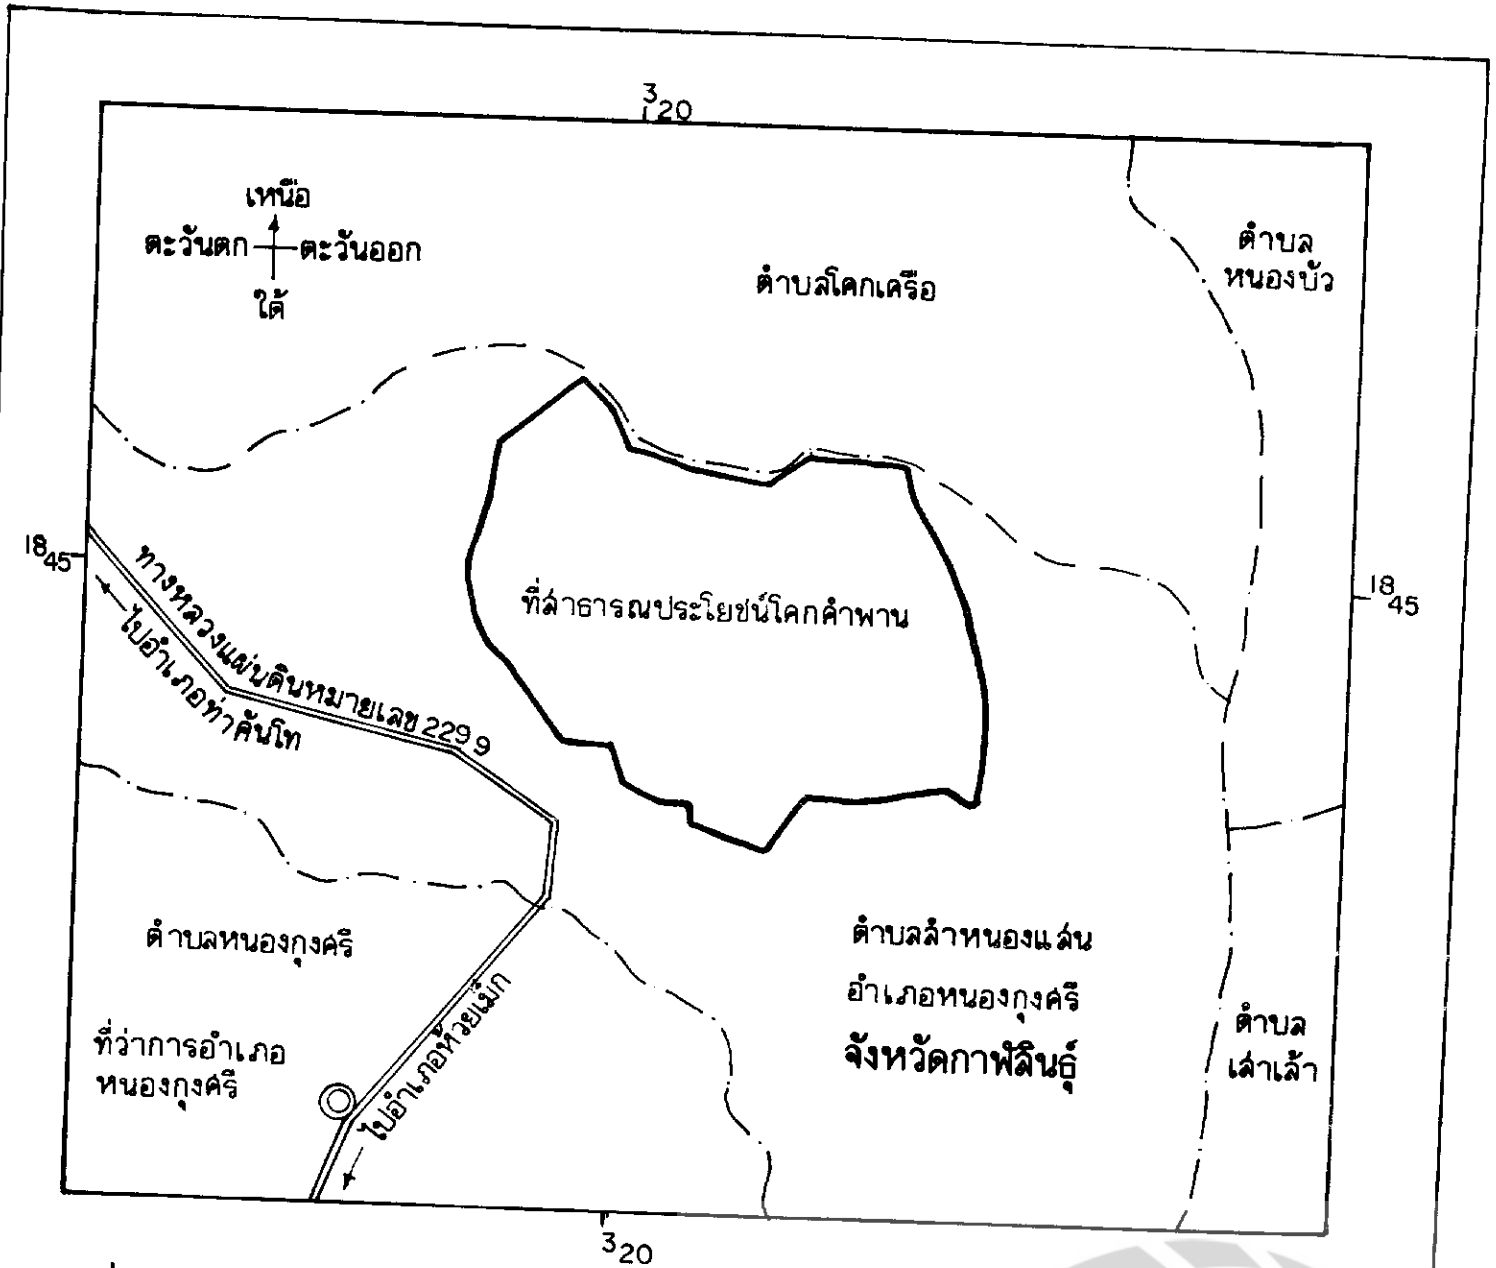 3
20
เหนือ
ตะวันตก ตะวันออก
ใต้
ตำบลโคกเครือ
ตำบล
หนองบัว
18
45
18
45
ทางหลวงแผ่นดินหมายเลข 2299
ไปอำเภอท่าคันโท
ที่สาธารณประโยชน์โคกคำพาน
ตำบลหนองกุงศรี
ที่ว่าการอำเภอ
หนองกุงศรี
ไปอำเภอห้วยเม็ก
ตำบลลำหนองแสน
อำเภอหนองกุงศรี
จังหวัดกาฬสินธุ์
ตำบล
เสาเล้า
3
20